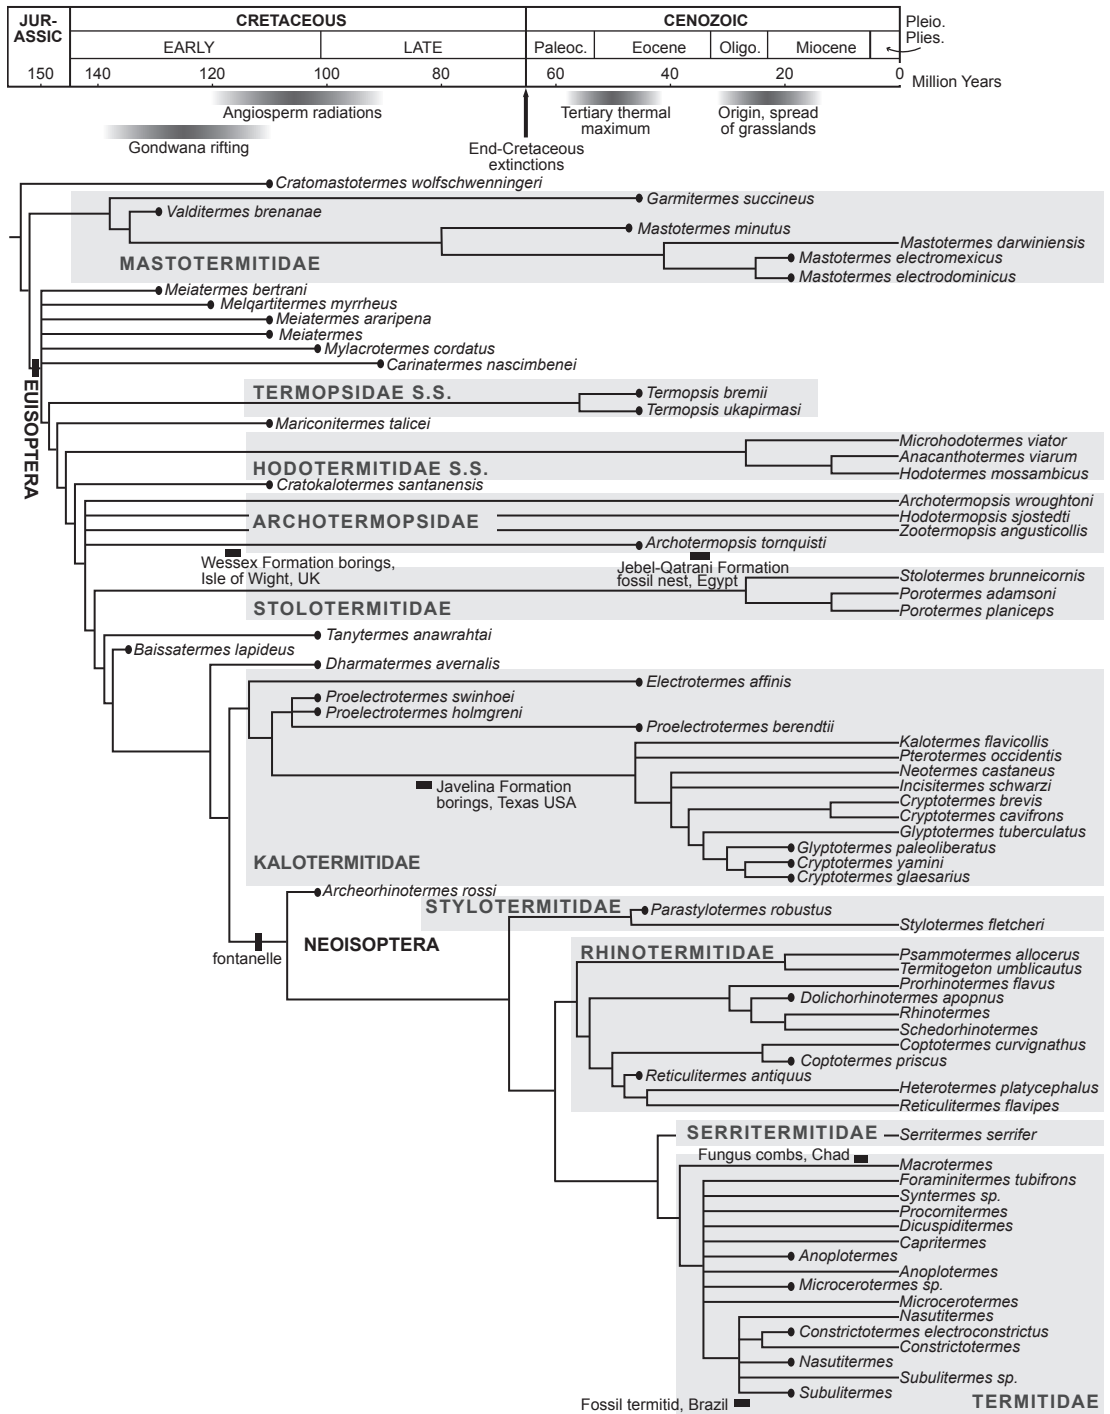 JUR-
ASSIC
CRETACEOUS
CENOZOIC
Pleio.
Plies.
EARLY
LATE
Paleoc.
Eocene
Oligo.
Miocene
150
140
120
100
80
60
40
20
0
Million Years
Angiosperm radiations
Tertiary thermal
maximum
Origin, spread
of grasslands
Gondwana rifting
End-Cretaceous
extinctions
Cratomastotermes wolfschwenningeri
Garmitermes succineus
Valditermes brenanae
Mastotermes minutus
Mastotermes darwiniensis
Mastotermes electromexicus
MASTOTERMITIDAE
Mastotermes electrodominicus
Meiatermes bertrani
Melqartitermes myrrheus
Meiatermes araripena
Meiatermes
Mylacrotermes cordatus
Carinatermes nascimbenei
EUISOPTERA
TERMOPSIDAE S.S.
Termopsis bremii
Termopsis ukapirmasi
Mariconitermes talicei
Microhodotermes viator
Anacanthotermes viarum
HODOTERMITIDAE S.S.
Hodotermes mossambicus
Cratokalotermes santanensis
Archotermopsis wroughtoni
ARCHOTERMOPSIDAE
Hodotermopsis sjostedti
Zootermopsis angusticollis
Archotermopsis tornquisti
Wessex Formation borings,
Isle of Wight, UK
Jebel-Qatrani Formation
fossil nest, Egypt
Stolotermes brunneicornis
Porotermes adamsoni
STOLOTERMITIDAE
Porotermes planiceps
Tanytermes anawrahtai
Baissatermes lapideus
Dharmatermes avernalis
Electrotermes affinis
Proelectrotermes swinhoei
Proelectrotermes holmgreni
Proelectrotermes berendtii
Kalotermes flavicollis
Pterotermes occidentis
Neotermes castaneus
Javelina Formation
borings, Texas USA
Incisitermes schwarzi
Cryptotermes brevis
Cryptotermes cavifrons
Glyptotermes tuberculatus
Glyptotermes paleoliberatus
KALOTERMITIDAE
Cryptotermes yamini
Cryptotermes glaesarius
Archeorhinotermes rossi
STYLOTERMITIDAE
Parastylotermes robustus
Stylotermes fletcheri
fontanelle
NEOISOPTERA
RHINOTERMITIDAE
Psammotermes allocerus
Termitogeton umblicautus
Prorhinotermes flavus
Dolichorhinotermes apopnus
Rhinotermes
Schedorhinotermes
Coptotermes curvignathus
Coptotermes priscus
Reticulitermes antiquus
Heterotermes platycephalus
Reticulitermes flavipes
SERRITERMITIDAE
Serritermes serrifer
Fungus combs, Chad
Macrotermes
Foraminitermes tubifrons
Syntermes sp.
Procornitermes
Dicuspiditermes
Capritermes
Anoplotermes
Anoplotermes
Microcerotermes sp.
Microcerotermes
Nasutitermes
Constrictotermes electroconstrictus
Constrictotermes
Nasutitermes
Subulitermes sp.
Subulitermes
Fossil termitid, Brazil
TERMITIDAE